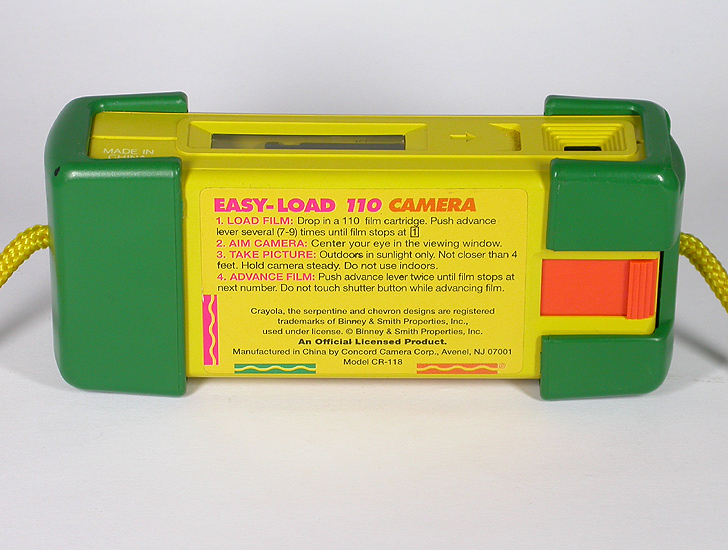 MADE IN
CHINA
EASY-LOAD 110 CAMERA
1. LOAD FILM: Drop in a 110 film cartridge. Push advance
lever several (7-9) times until film stops at 1
2. AIM CAMERA: Center your eye in the viewing window.
3. TAKE PICTURE: Outdoors in sunlight only. Not closer than 4
feet. Hold camera steady. Do not use indoors.
4. ADVANCE FILM: Push advance lever twice until film stops at
next number. Do not touch shutter button while advancing film.
Crayola, the serpentine and chevron designs are registered
trademarks of Binney & Smith Properties, Inc.,
used under license. © Binney & Smith Properties, Inc.
An Official Licensed Product.
Manufactured in China by Concord Camera Corp., Avenel, NJ 07001
Model CR-118
®